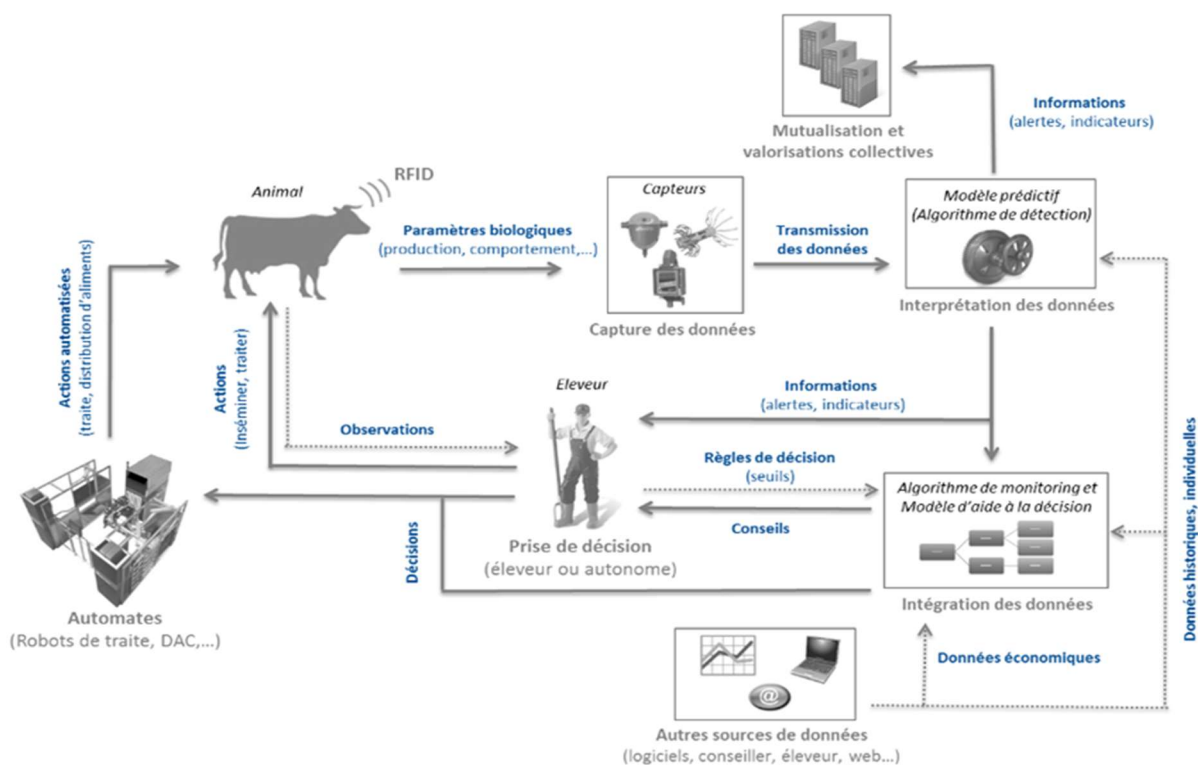 Mutualisation et
valorisations collectives
Informations
(alertes, indicateurs)
RFID
Animal
Paramètres biologiques
(production, comportement,...)
Capteurs
Capture des données
Transmission
des données
Modèle prédictif
(Algorithme de détection)
Interprétation des données
Actions automatisées
(traite, distribution d'aliments)
Actions
(Inséminer, traiter)
Observations
Eleveur
Informations
(alertes, indicateurs)
Règles de décision
(seuils)
Conseils
Prise de décision
(éleveur ou autonome)
Décisions
Algorithme de monitoring et
Modèle d'aide à la décision
Intégration des données
Données historiques, individuelles
Automates
(Robots de traite, DAC,...)
Données économiques
@
Autres sources de données
(logiciels, conseiller, éleveur, web...)